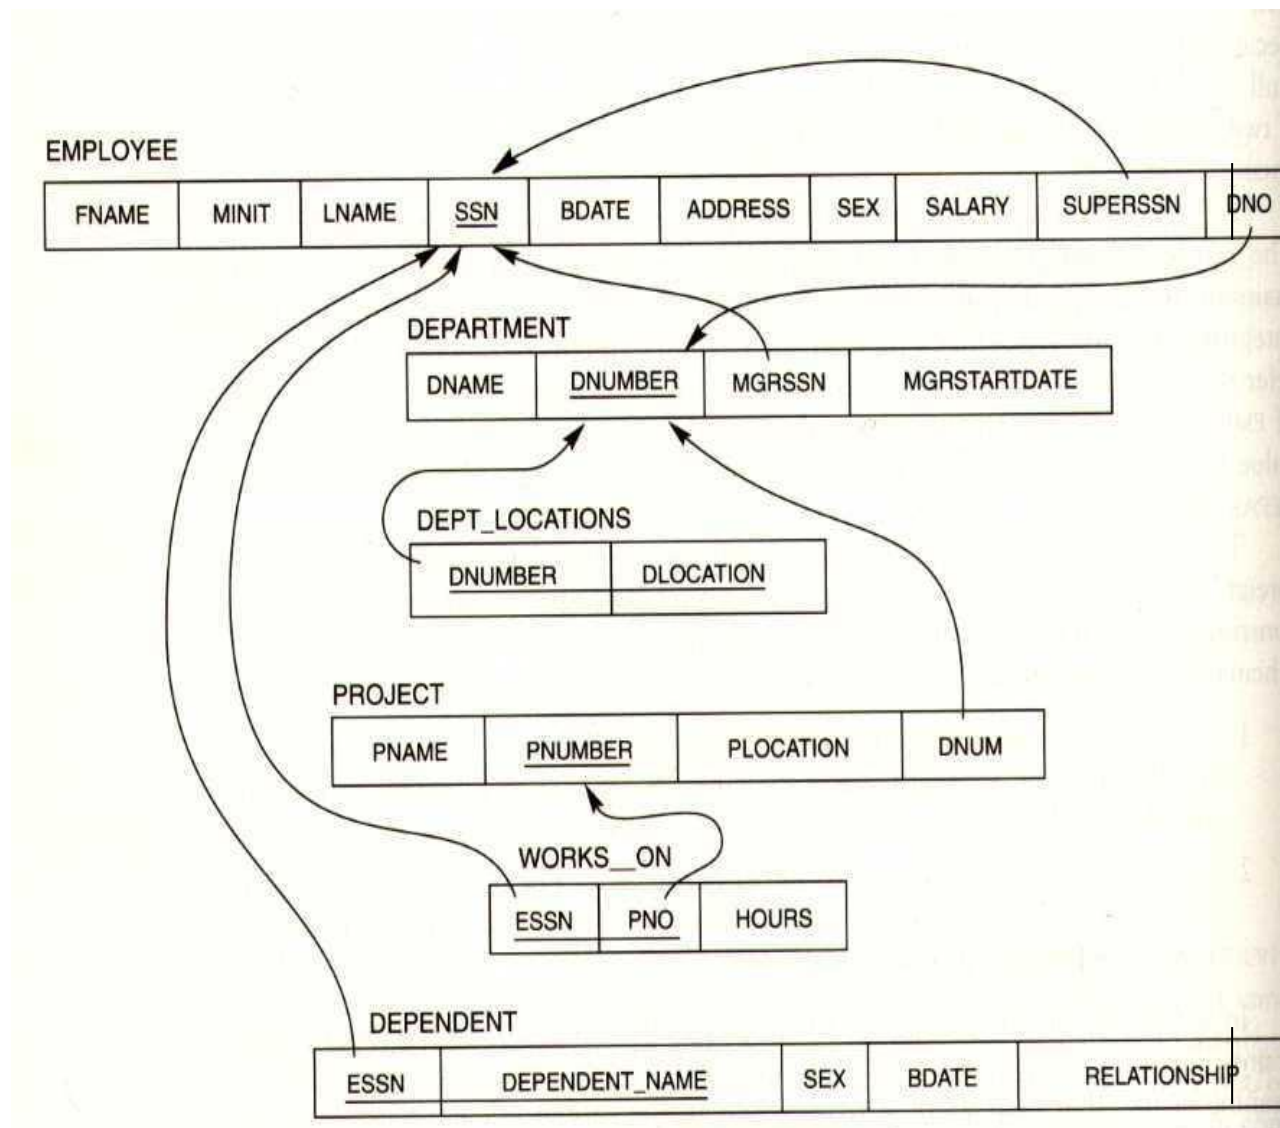 EMPLOYEE
FNAME MINIT LNAME SSN BDATE ADDRESS SEX SALARY SUPERSSN DNO
DEPARTMENT
DNAME DNUMBER MGRSSN MGRSTARTDATE
DEPT_LOCATIONS
DNUMBER DLOCATION
PROJECT
PNAME PNUMBER PLOCATION DNUM
WORKS__ON
ESSN PNO HOURS
DEPENDENT
ESSN DEPENDENT_NAME SEX BDATE RELATIONSHIP